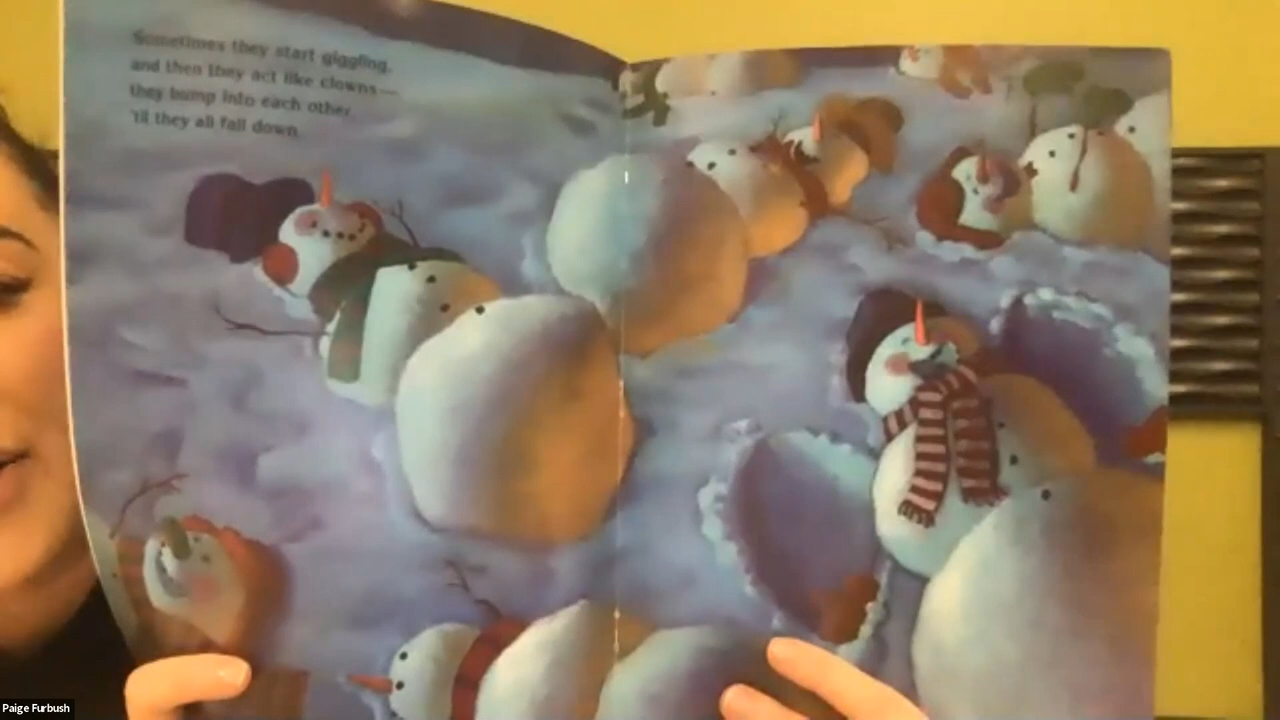 Sometimes they start giggling,
and then they act like clowns—
they bump into each other
'til they all fall down.
Paige Furbush